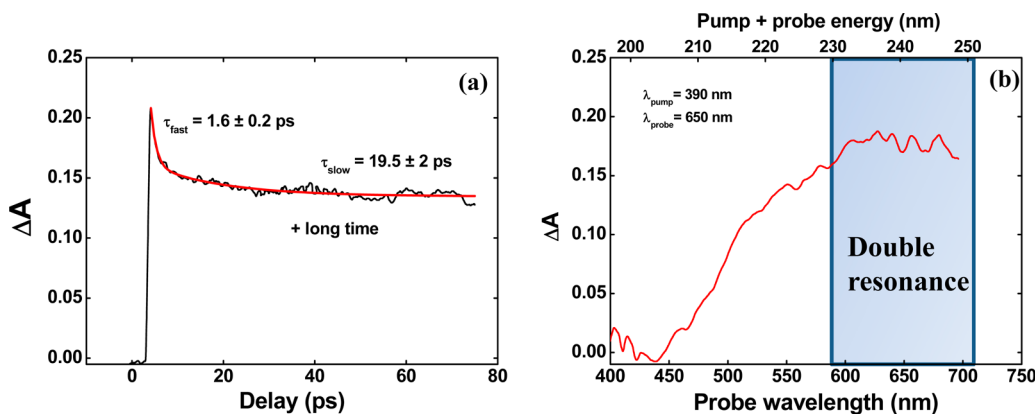 (a)
0.25
0.20
0.15
0.10
0.05
0.00
ΔA
τfast = 1.6 ± 0.2 ps
τslow = 19.5 ± 2 ps
+ long time
0 20 40 60 80
Delay (ps)
Pump + probe energy (nm)
200 210 220 230 240 250
(b)
0.25
0.20
0.15
0.10
0.05
0.00
ΔA
λpump= 390 nm
λprobe= 650 nm
Double
resonance
400 450 500 550 600 650 700 750
Probe wavelength (nm)